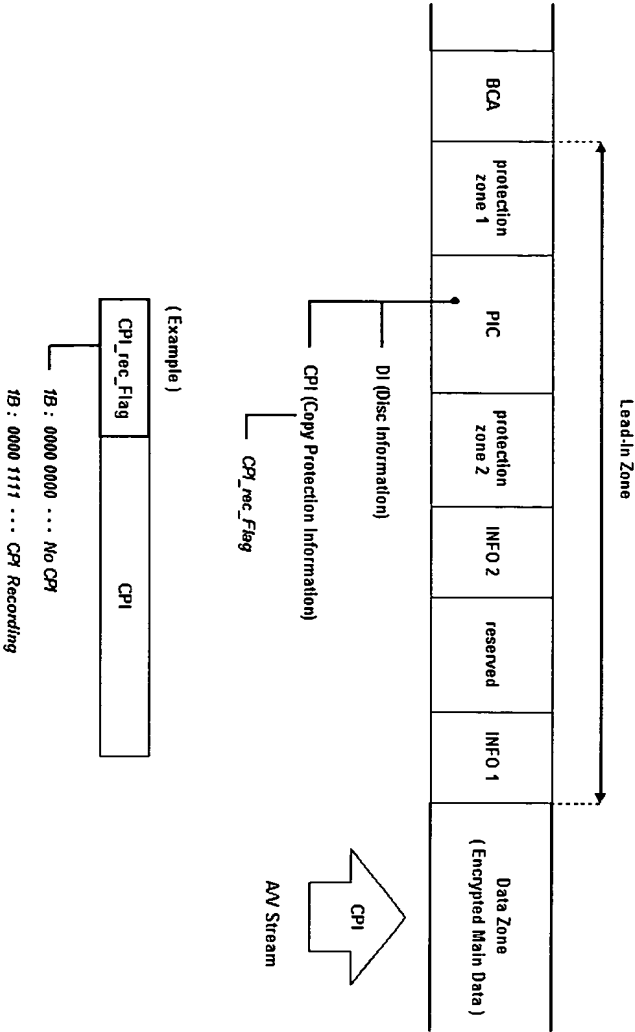 Lead-In Zone
BCA
protection
zone 1
PIC
protection
zone 2
INFO 2
reserved
INFO 1
Data Zone
( Encrypted Main Data )
DI (Disc Information)
CPI (Copy Protection Information)
CPI_rec_Flag
CPI
A/V Stream
( Example )
CPI_rec_Flag
CPI
1B : 0000 0000 ··· No CPI
1B : 0000 1111 ··· CPI Recording